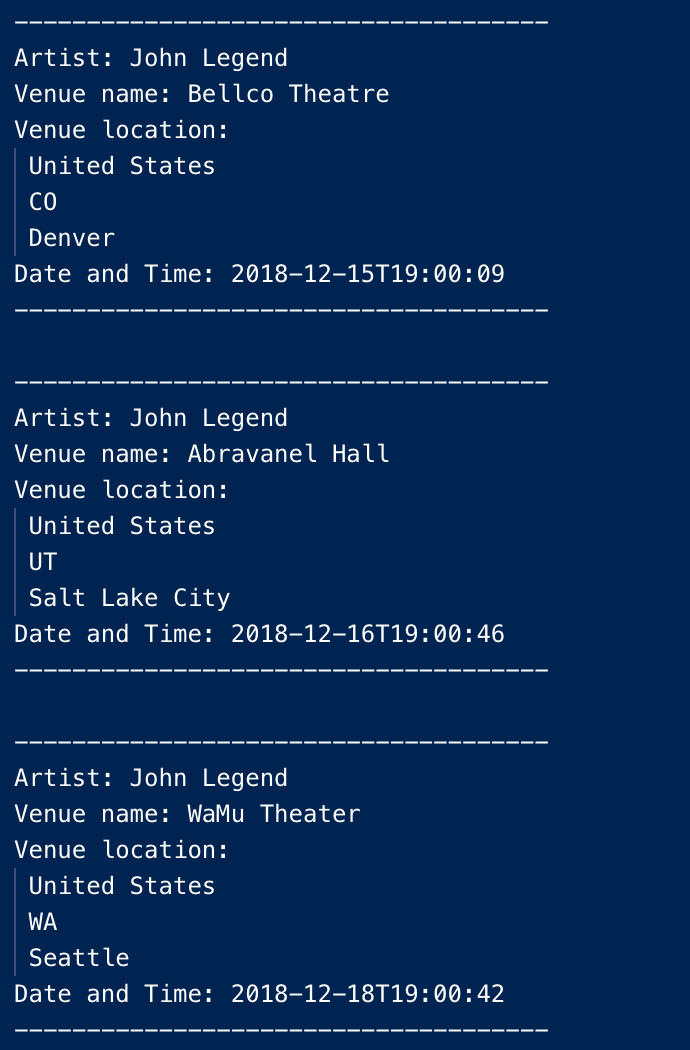 -------------------------------------
Artist: John Legend
Venue name: Bellco Theatre
Venue location:
United States
CO
Denver
Date and Time: 2018-12-15T19:00:09
-------------------------------------
-------------------------------------
Artist: John Legend
Venue name: Abravanel Hall
Venue location:
United States
UT
Salt Lake City
Date and Time: 2018-12-16T19:00:46
-------------------------------------
-------------------------------------
Artist: John Legend
Venue name: WaMu Theater
Venue location:
United States
WA
Seattle
Date and Time: 2018-12-18T19:00:42
-------------------------------------